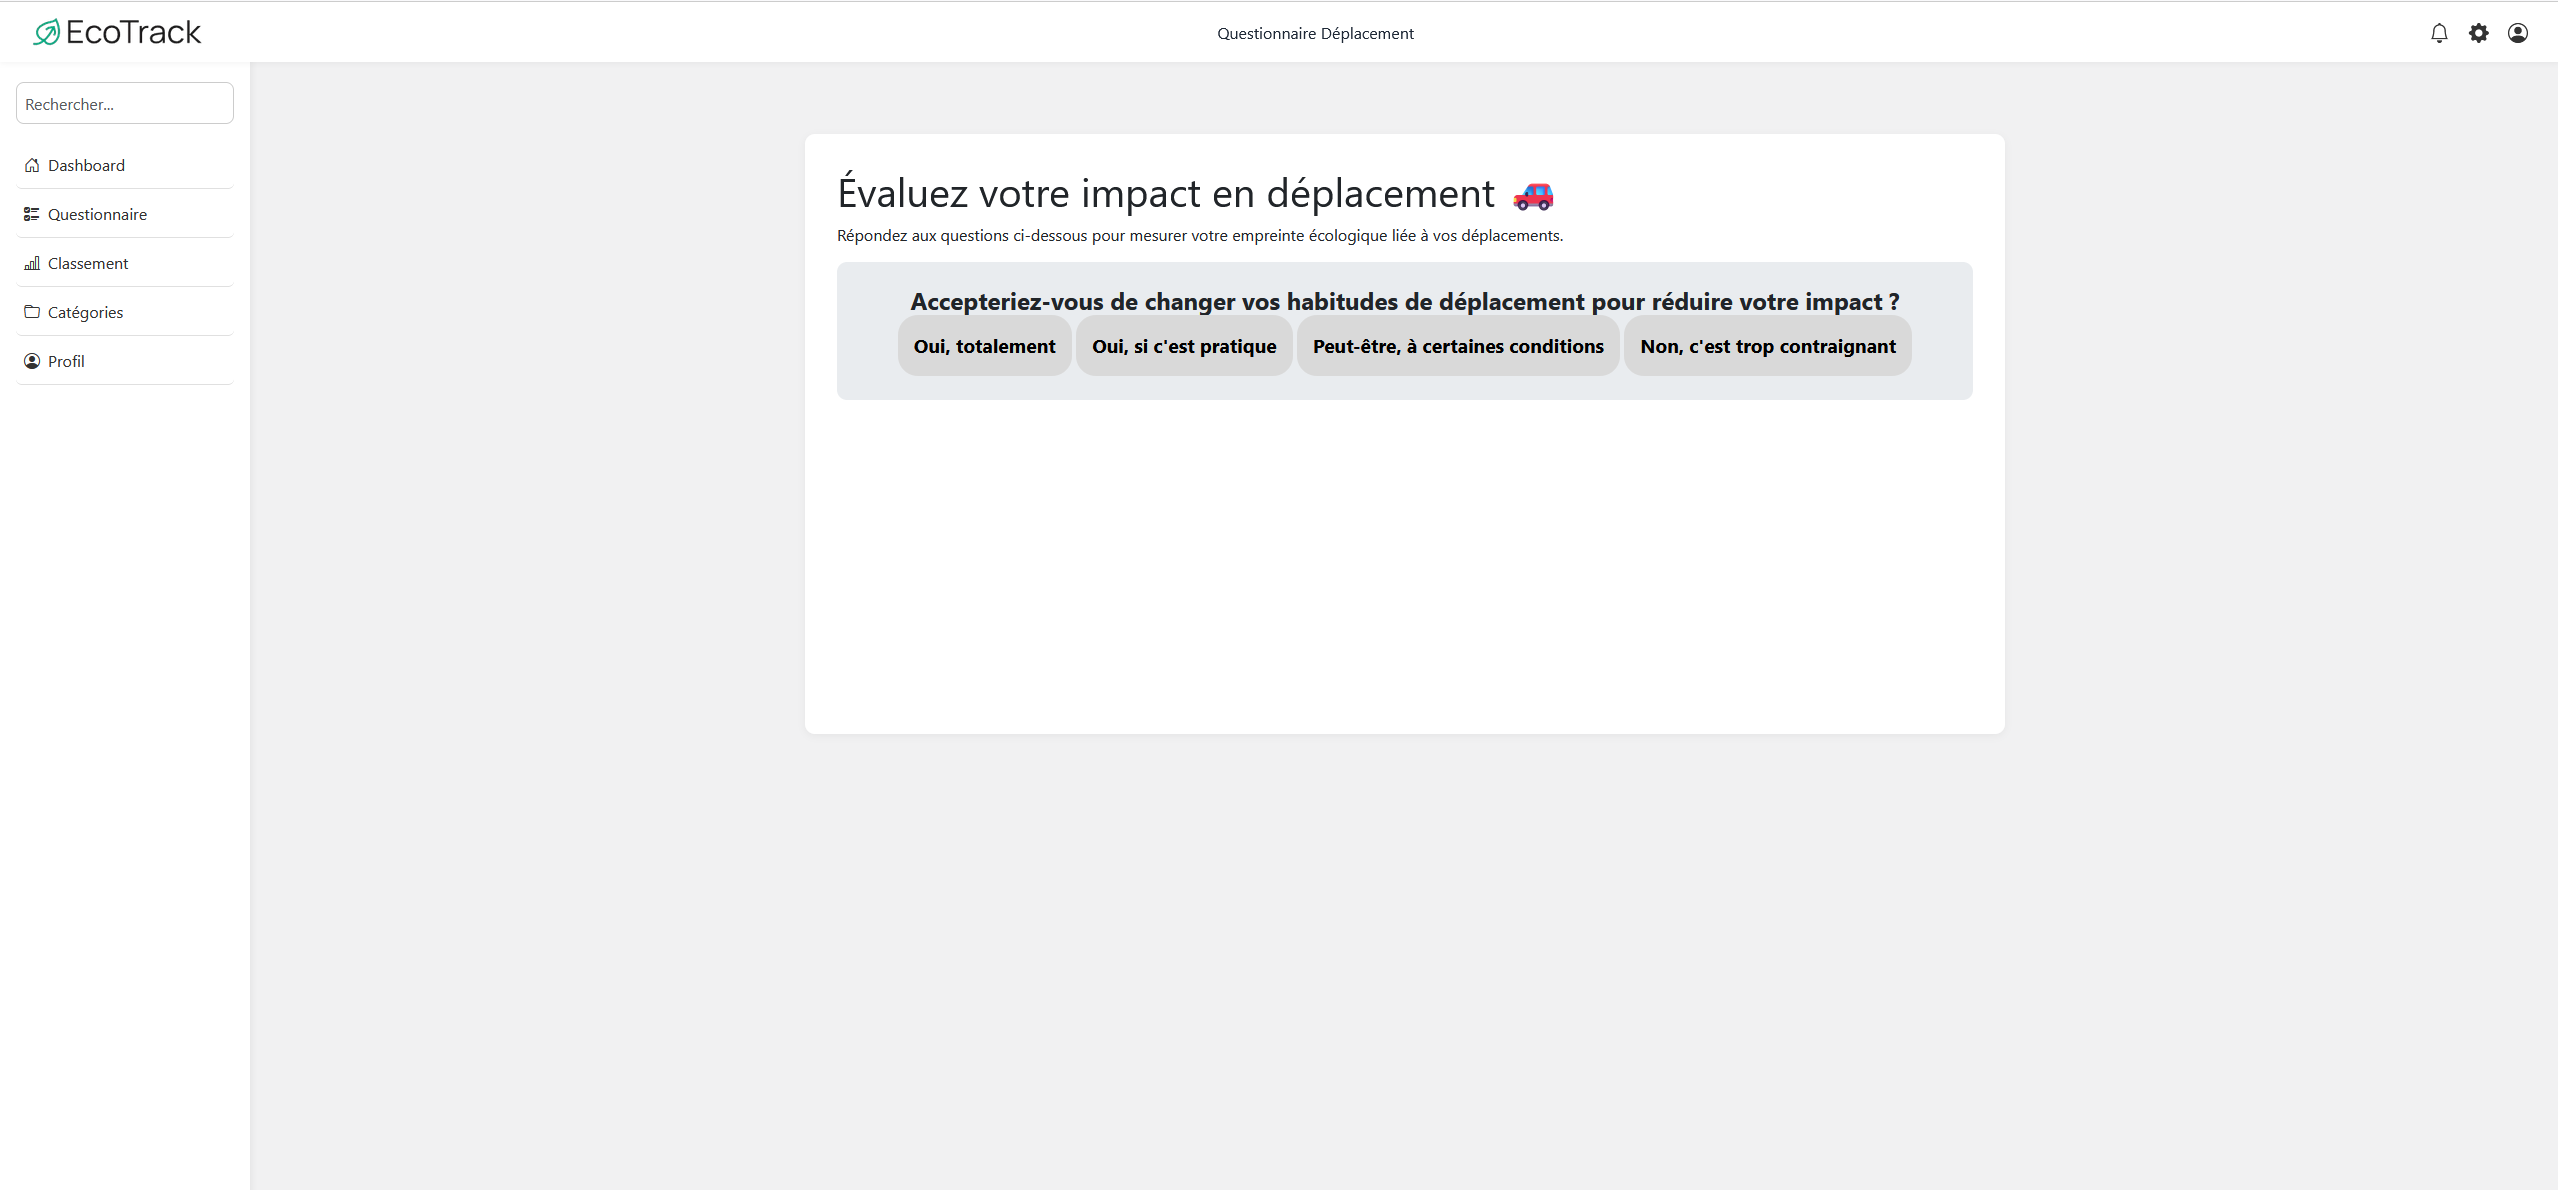 EcoTrack
Questionnaire Déplacement
Rechercher...
Dashboard
Questionnaire
Classement
Catégories
Profil
Évaluez votre impact en déplacement
Répondez aux questions ci-dessous pour mesurer votre empreinte écologique liée à vos déplacements.
Accepteriez-vous de changer vos habitudes de déplacement pour réduire votre impact ?
Oui, totalement
Oui, si c'est pratique
Peut-être, à certaines conditions
Non, c'est trop contraignant